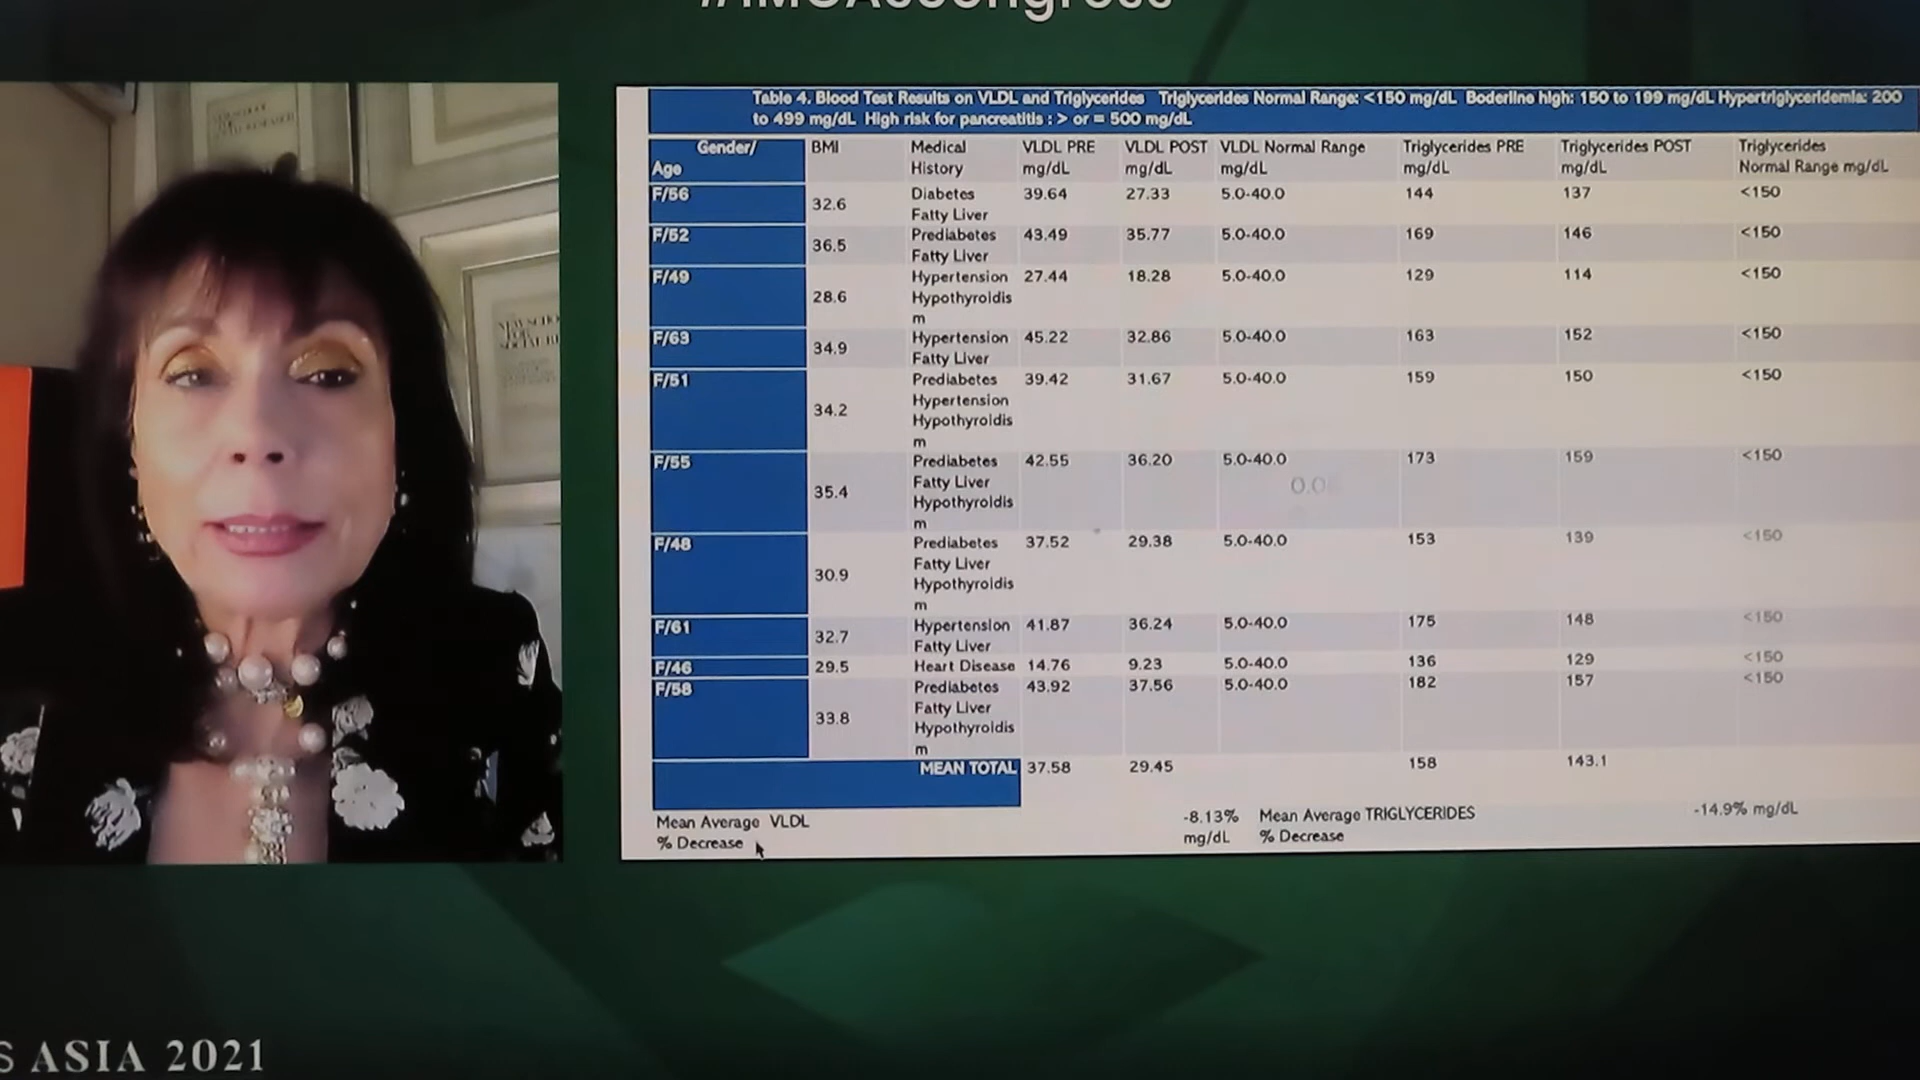 Table 4. Blood Test Results on VLDL and Triglycerides Triglycerides Normal Range: <150 mg/dL Boderline high: 150 to 199 mg/dL Hypertriglyceridemia: 200
to 499 mg/dL High risk for pancreatitis : > or = 500 mg/dL
Gender/ Age BMI Medical History VLDL PRE mg/dL VLDL POST mg/dL VLDL Normal Range mg/dL Triglycerides PRE mg/dL Triglycerides POST mg/dL Triglycerides Normal Range mg/dL
F/56 32.6 Diabetes Fatty Liver 39.64 27.33 5.0-40.0 144 137 <150
F/52 36.5 Prediabetes Fatty Liver 43.49 35.77 5.0-40.0 169 146 <150
F/49 28.6 Hypertension Hypothyroidis m 27.44 18.28 5.0-40.0 129 114 <150
F/63 34.9 Hypertension Fatty Liver 45.22 32.86 5.0-40.0 163 152 <150
F/51 34.2 Prediabetes Hypertension Hypothyroidis m 39.42 31.67 5.0-40.0 159 150 <150
F/55 35.4 Prediabetes Fatty Liver Hypothyroidis m 42.55 36.20 5.0-40.0 173 159 <150
F/48 30.9 Prediabetes Fatty Liver Hypothyroidis m 37.52 29.38 5.0-40.0 153 139 <150
F/61 32.7 Hypertension Fatty Liver 41.87 36.24 5.0-40.0 175 148 <150
F/46 29.5 Heart Disease 14.76 9.23 5.0-40.0 136 129 <150
F/58 33.8 Prediabetes Fatty Liver Hypothyroidis m 43.92 37.56 5.0-40.0 182 157 <150
MEAN TOTAL 37.58 29.45 158 143.1
Mean Average VLDL % Decrease -8.13% mg/dL Mean Average TRIGLYCERIDES % Decrease -14.9% mg/dL
S ASIA 2021